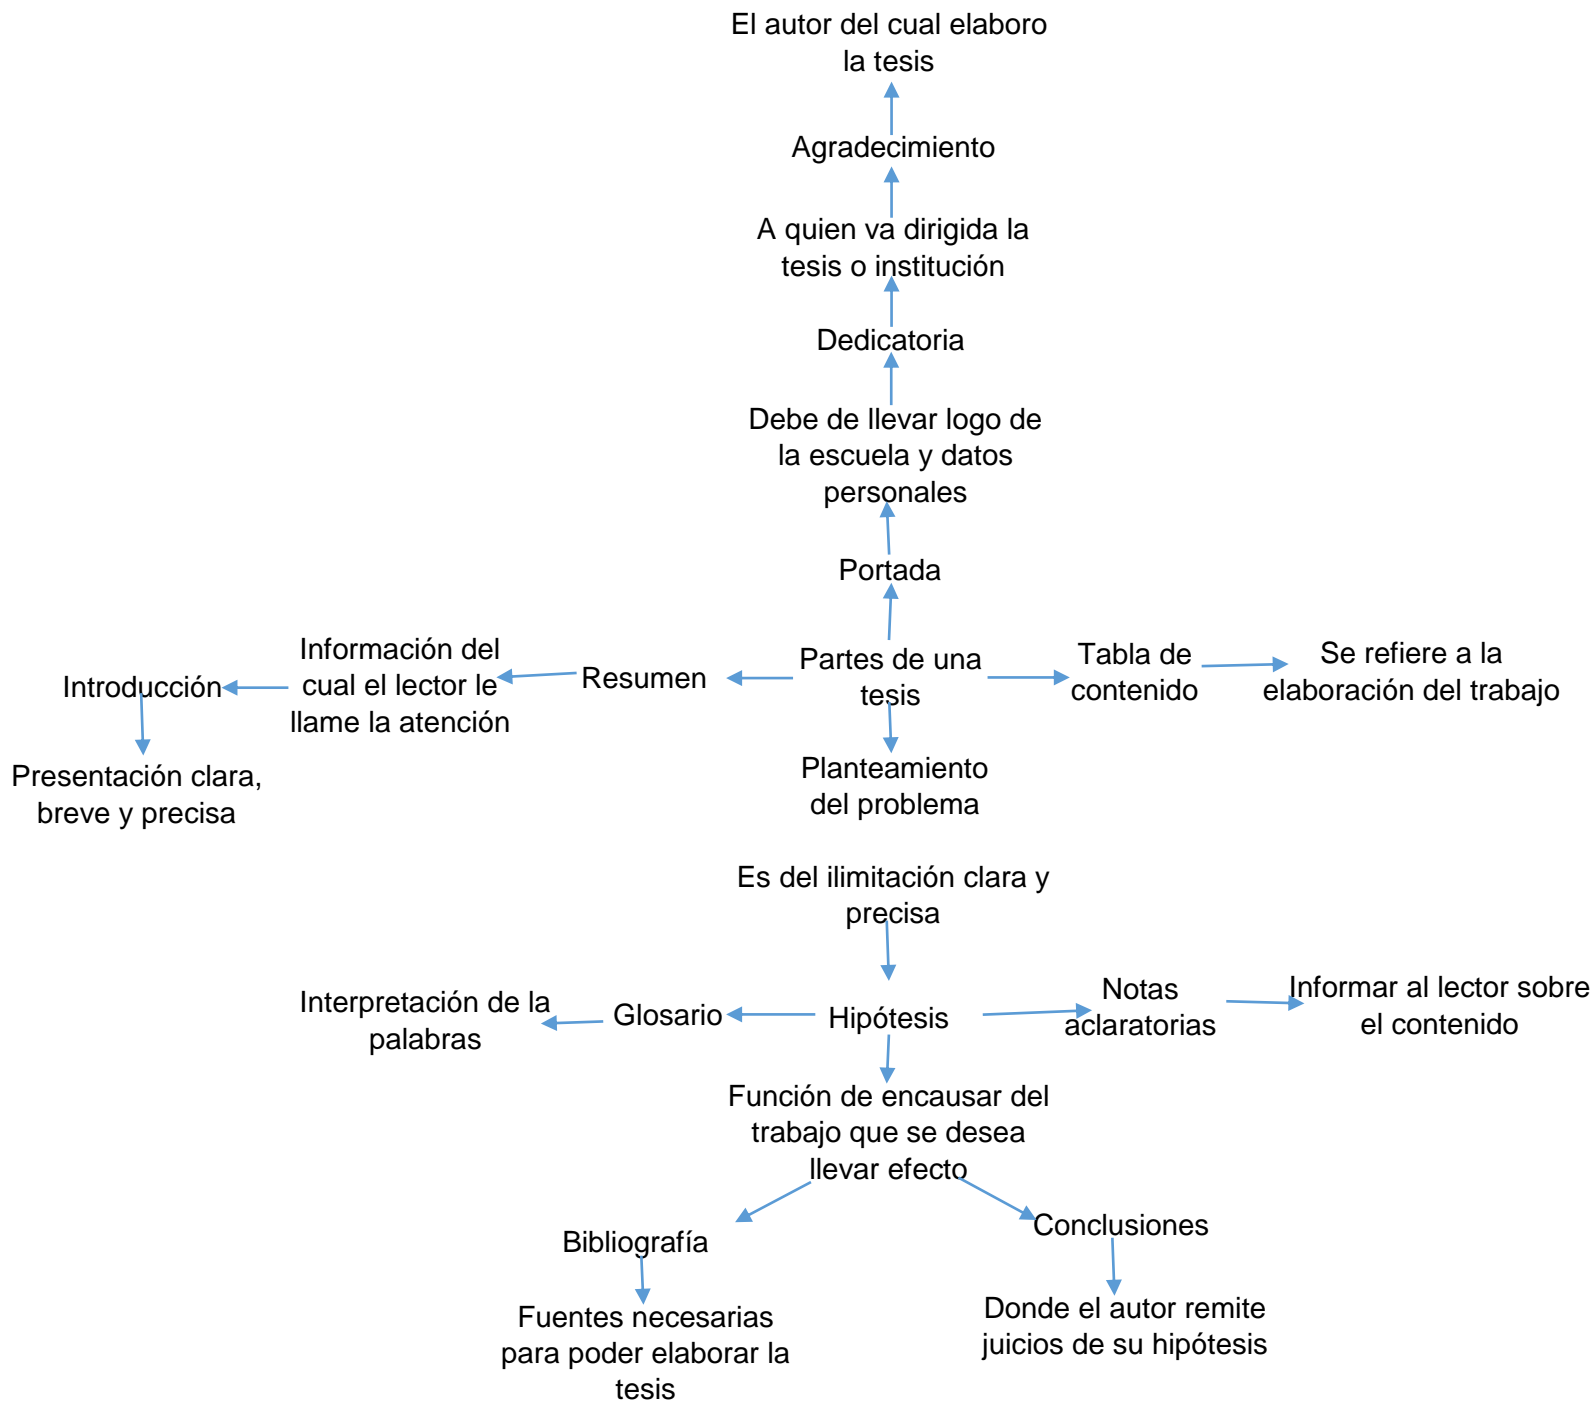 El autor del cual elaboro
la tesis
Agradecimiento
A quien va dirigida la
tesis o institución
Dedicatoria
Debe de llevar logo de
la escuela y datos
personales
Portada
Partes de una
tesis
Resumen
Información del
cual el lector le
llame la atención
Introducción
Presentación clara,
breve y precisa
Tabla de
contenido
Se refiere a la
elaboración del trabajo
Planteamiento
del problema
Es del ilimitación clara y
precisa
Hipótesis
Glosario
Interpretación de la
palabras
Notas
aclaratorias
Informar al lector sobre
el contenido
Función de encausar del
trabajo que se desea
llevar efecto
Bibliografía
Fuentes necesarias
para poder elaborar la
tesis
Conclusiones
Donde el autor remite
juicios de su hipótesis